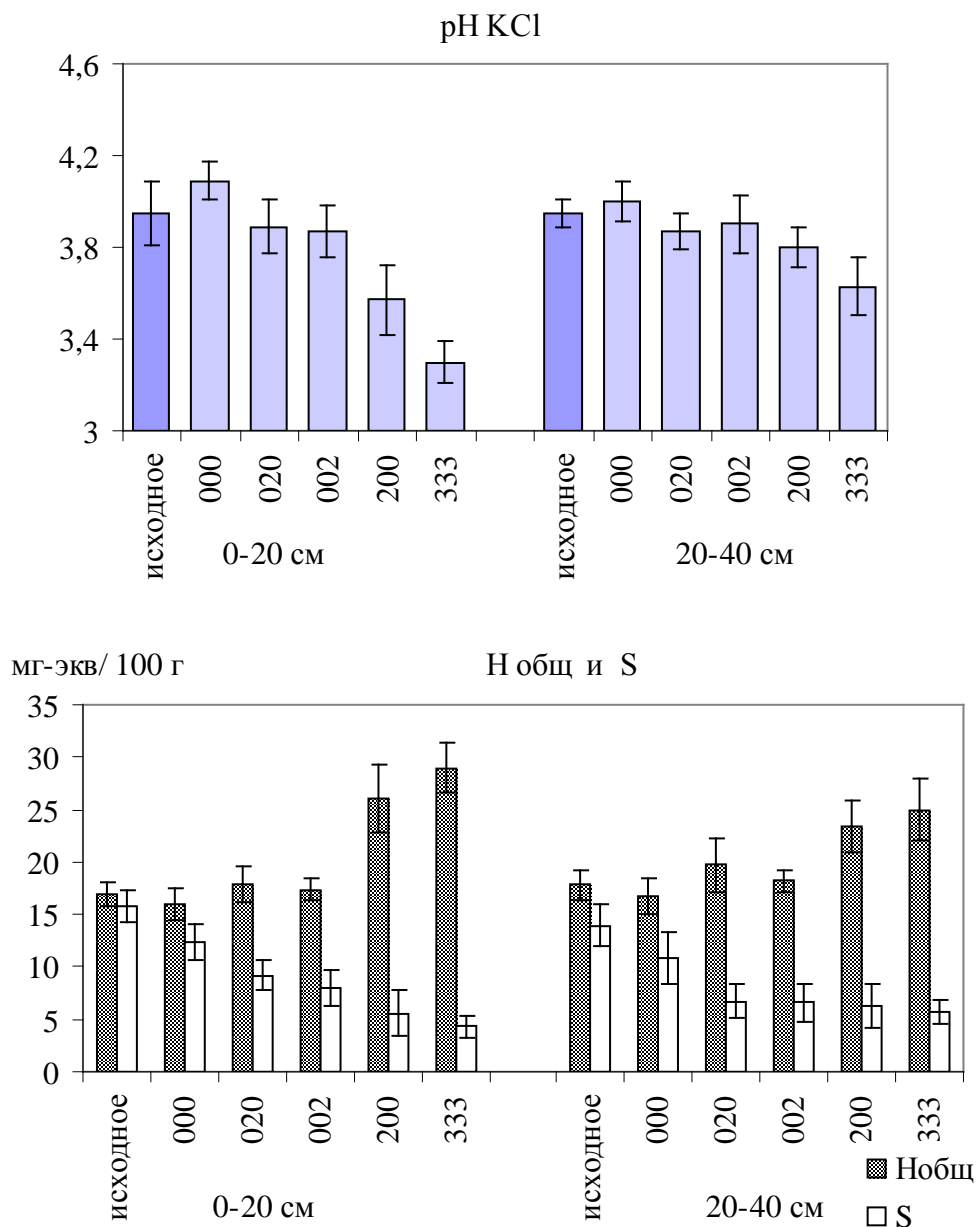 pH KCl
4,6
4,2
3,8
3,4
3
исходное 000 020 002 200 333 исходное 000 020 002 200 333
0-20 см 20-40 см
мг-экв/ 100 г Н общ и S
35
30
25
20
15
10
5
0
исходное 000 020 002 200 333 исходное 000 020 002 200 333
Нобщ
0-20 см 20-40 см S